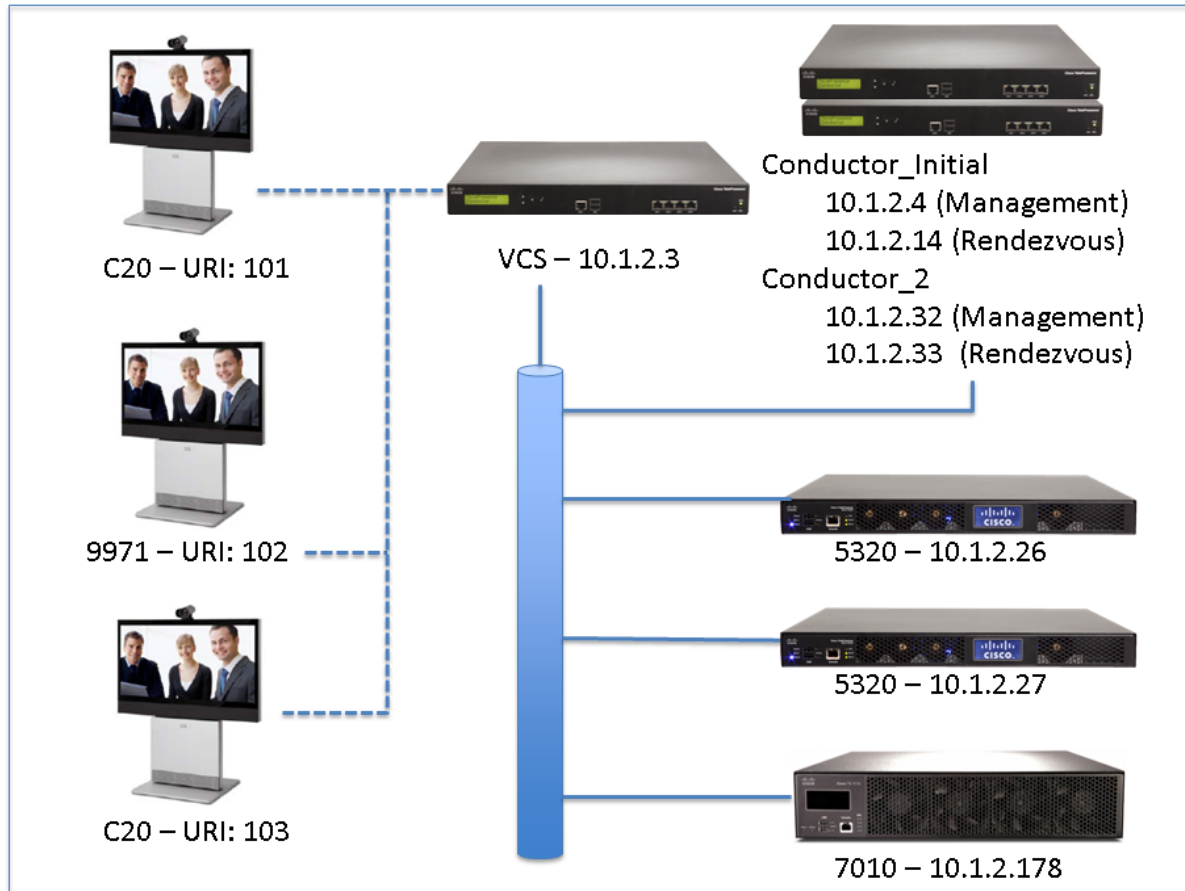 C20 – URI: 101
9971 – URI: 102
C20 – URI: 103
VCS – 10.1.2.3
Conductor_Initial
10.1.2.4 (Management)
10.1.2.14 (Rendezvous)
Conductor_2
10.1.2.32 (Management)
10.1.2.33 (Rendezvous)
CISCO.
5320 – 10.1.2.26
CISCO.
5320 – 10.1.2.27
7010 – 10.1.2.178